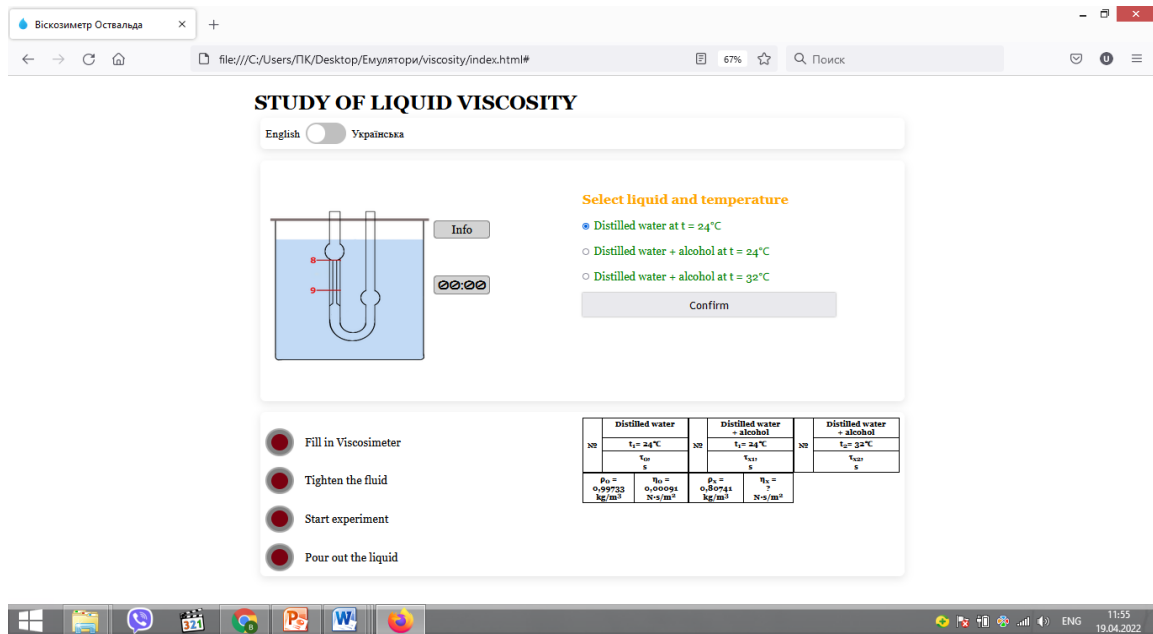 Віскозиметр Оствальда
file:///C:/Users/ПК/Desktop/Емулятори/viscosity/index.html#
67%
Поиск
U
STUDY OF LIQUID VISCOSITY
English Українська
Select liquid and temperature
Info
Distilled water at t = 24°C
Distilled water + alcohol at t = 24°C
8
Distilled water + alcohol at t = 32°C
00:00
9
Confirm
Fill in Viscosimeter
Tighten the fluid
Start experiment
Pour out the liquid
№ Distilled water № Distilled water + alcohol № Distilled water + alcohol
t₁= 24°C t₁= 24°C t₂= 32°C
τ₀, s τₓ₁, s τₓ₂, s
ρ₀ = 0,99733 kg/m³ η₀ = 0,00091 N·s/m² ρₓ = 0,80741 kg/m³ ηₓ = ? N·s/m²
321
ENG
11:55
19.04.2022